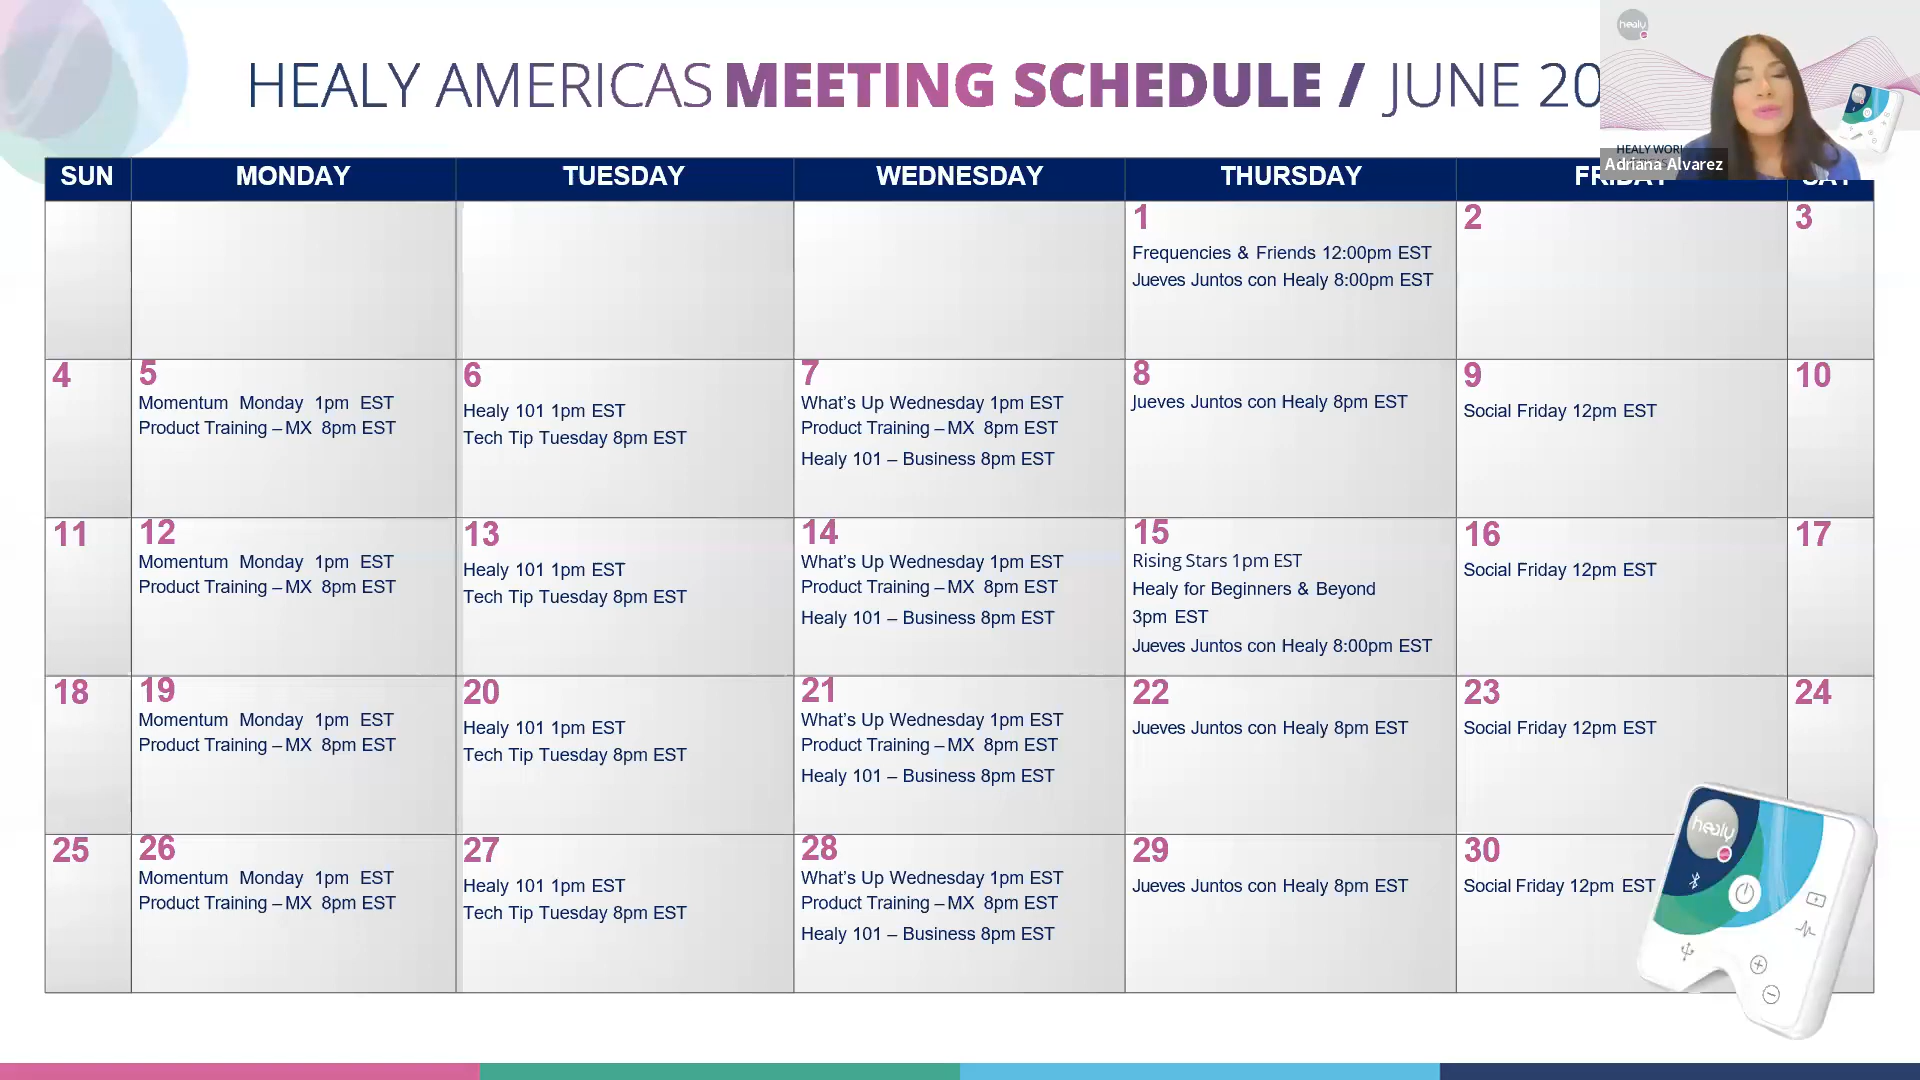 HEALY AMERICAS MEETING SCHEDULE / JUNE 20
healy
HEALY WOR
Adriana Alvarez
SUN MONDAY TUESDAY WEDNESDAY THURSDAY FRIDAY SAT
1 2 3
Frequencies & Friends 12:00pm EST
Jueves Juntos con Healy 8:00pm EST
4 5 6 7 8 9 10
Momentum Monday 1pm EST
Product Training – MX 8pm EST
Healy 101 1pm EST
Tech Tip Tuesday 8pm EST
What's Up Wednesday 1pm EST
Product Training – MX 8pm EST
Healy 101 – Business 8pm EST
Jueves Juntos con Healy 8pm EST
Social Friday 12pm EST
11 12 13 14 15 16 17
Momentum Monday 1pm EST
Product Training – MX 8pm EST
Healy 101 1pm EST
Tech Tip Tuesday 8pm EST
What's Up Wednesday 1pm EST
Product Training – MX 8pm EST
Healy 101 – Business 8pm EST
Rising Stars 1pm EST
Healy for Beginners & Beyond
3pm EST
Jueves Juntos con Healy 8:00pm EST
Social Friday 12pm EST
18 19 20 21 22 23 24
Momentum Monday 1pm EST
Product Training – MX 8pm EST
Healy 101 1pm EST
Tech Tip Tuesday 8pm EST
What's Up Wednesday 1pm EST
Product Training – MX 8pm EST
Healy 101 – Business 8pm EST
Jueves Juntos con Healy 8pm EST
Social Friday 12pm EST
25 26 27 28 29 30
Momentum Monday 1pm EST
Product Training – MX 8pm EST
Healy 101 1pm EST
Tech Tip Tuesday 8pm EST
What's Up Wednesday 1pm EST
Product Training – MX 8pm EST
Healy 101 – Business 8pm EST
Jueves Juntos con Healy 8pm EST
Social Friday 12pm EST
healy